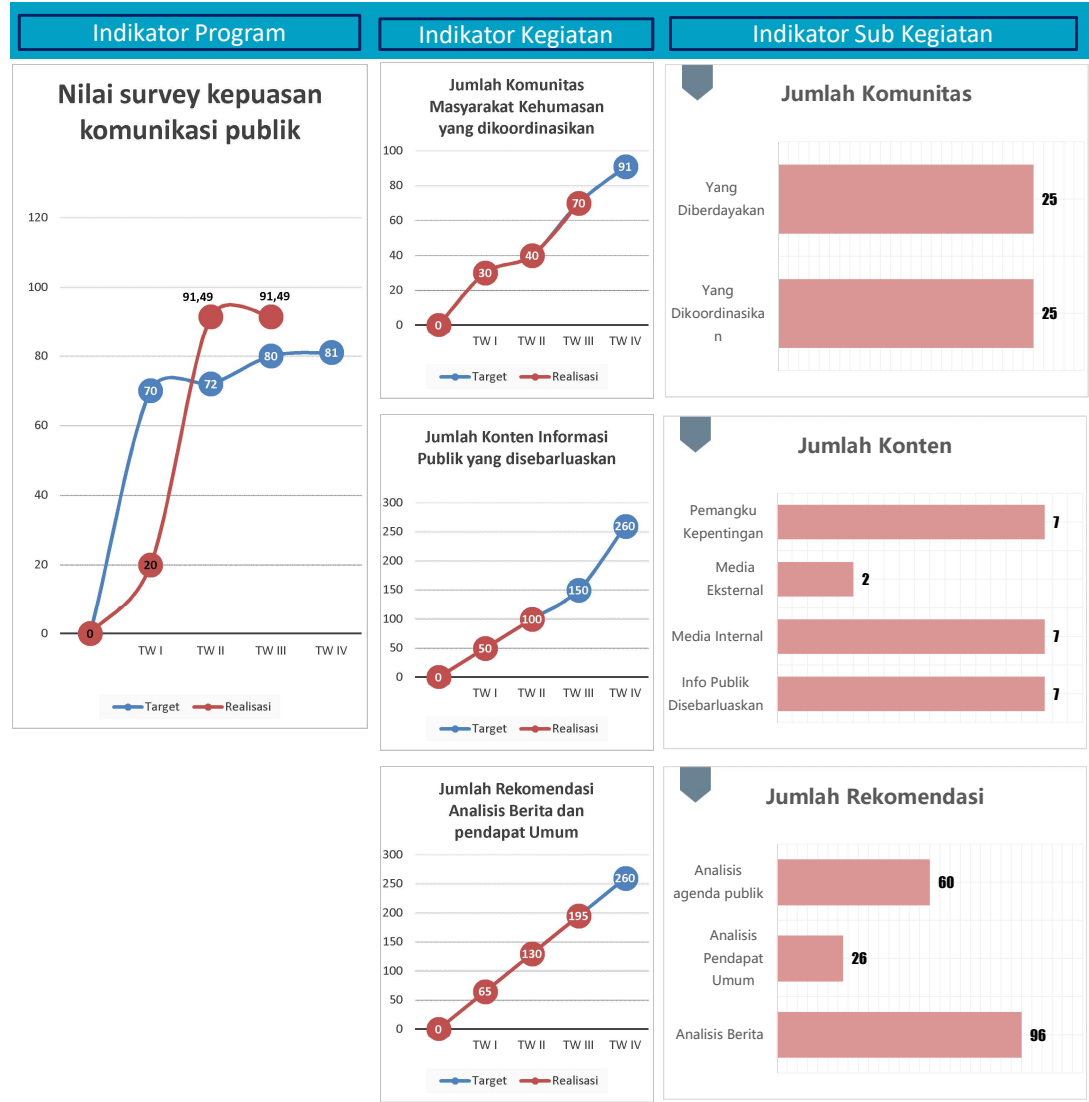 Indikator Program
Indikator Kegiatan
Indikator Sub Kegiatan
Nilai survey kepuasan
komunikasi publik
120
100
80
60
40
20
0
0
70
72
80
81
20
91,49
91,49
TW I
TW II
TW III
TW IV
Target
Realisasi
Jumlah Komunitas
Masyarakat Kehumasan
yang dikoordinasikan
100
80
60
40
20
0
0
30
40
70
91
TW I
TW II
TW III
TW IV
Target
Realisasi
Jumlah Komunitas
Yang
Diberdayakan
25
Yang
Dikoordinasika
n
25
Jumlah Konten Informasi
Publik yang disebarluaskan
300
250
200
150
100
50
0
0
50
100
150
260
TW I
TW II
TW III
TW IV
Target
Realisasi
Jumlah Konten
Pemangku
Kepentingan
7
Media
Eksternal
2
Media Internal
7
Info Publik
Disebarluaskan
7
Jumlah Rekomendasi
Analisis Berita dan
pendapat Umum
300
250
200
150
100
50
0
0
65
130
195
260
TW I
TW II
TW III
TW IV
Target
Realisasi
Jumlah Rekomendasi
Analisis
agenda publik
60
Analisis
Pendapat
Umum
26
Analisis Berita
96